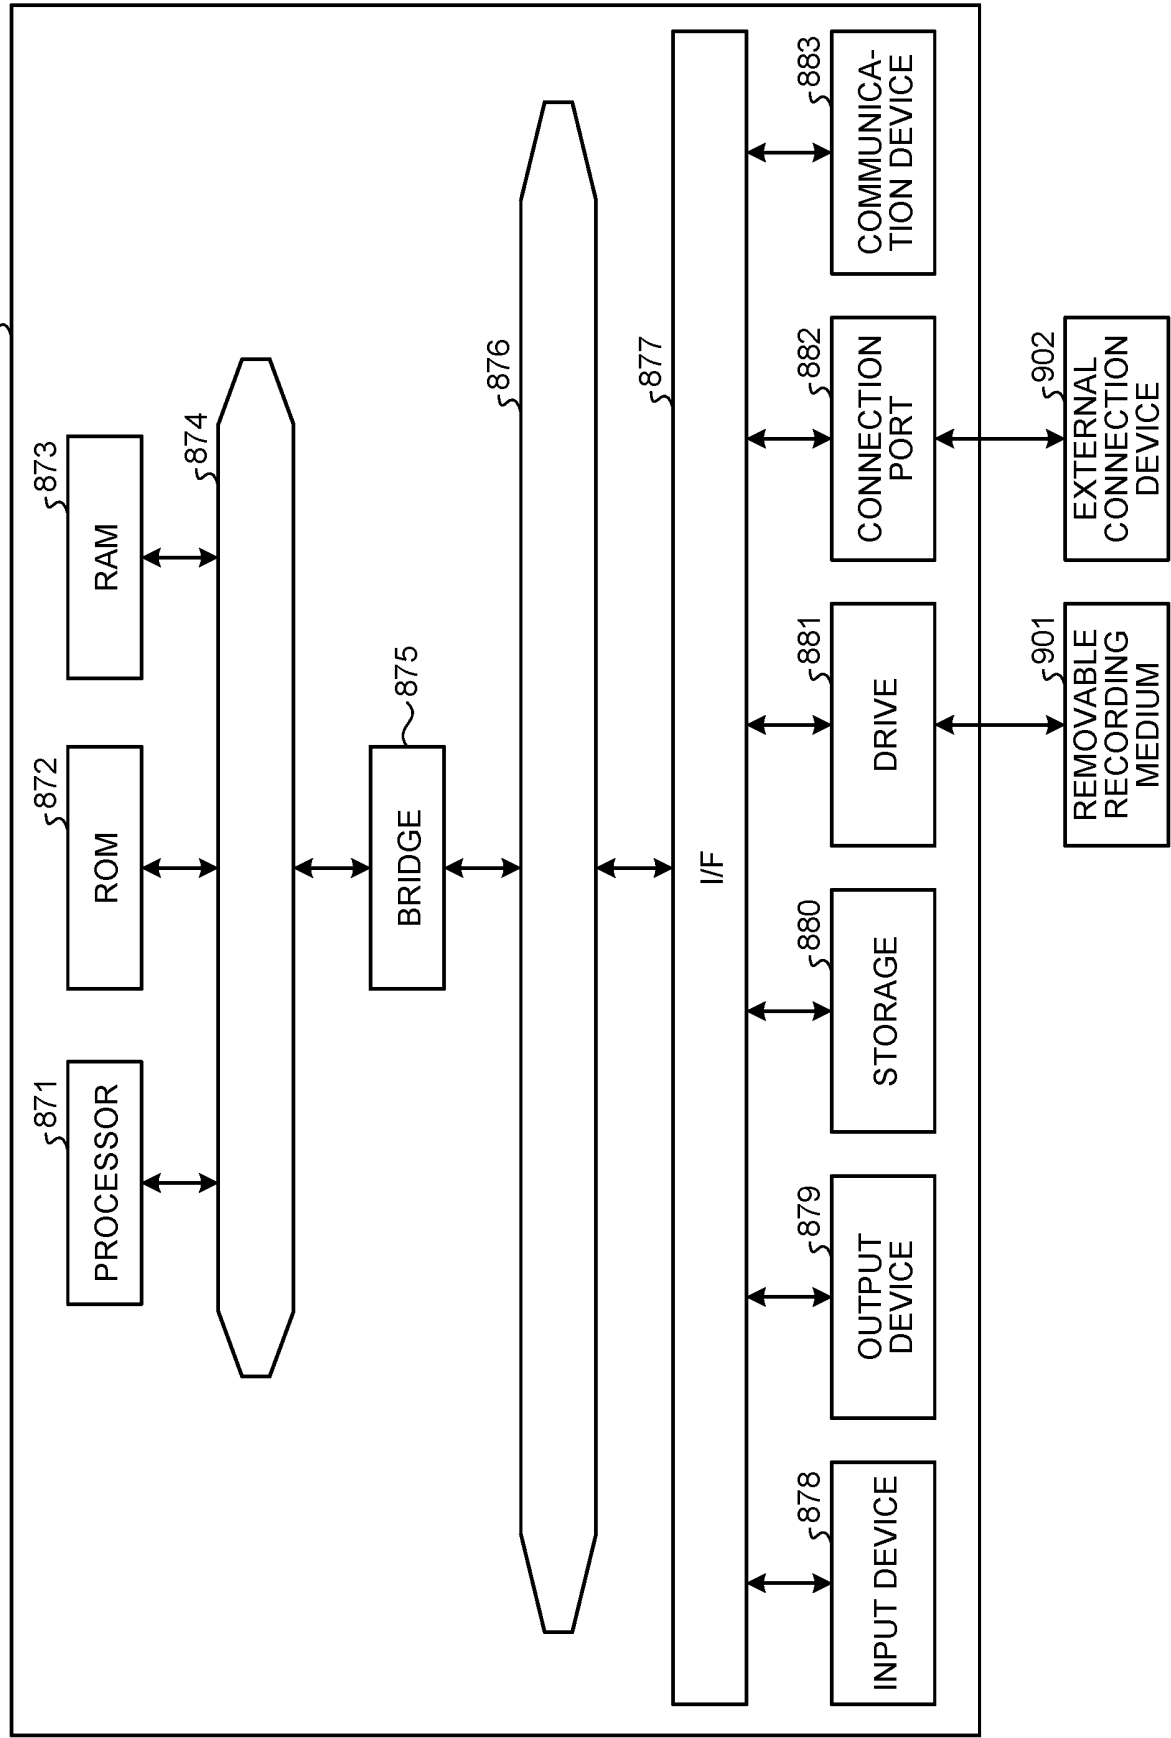 871
PROCESSOR
872
ROM
873
RAM
874
875
BRIDGE
876
877
I/F
878
INPUT DEVICE
879
OUTPUT
DEVICE
880
STORAGE
881
DRIVE
882
CONNECTION
PORT
883
COMMUNICA-
TION DEVICE
901
REMOVABLE
RECORDING
MEDIUM
902
EXTERNAL
CONNECTION
DEVICE